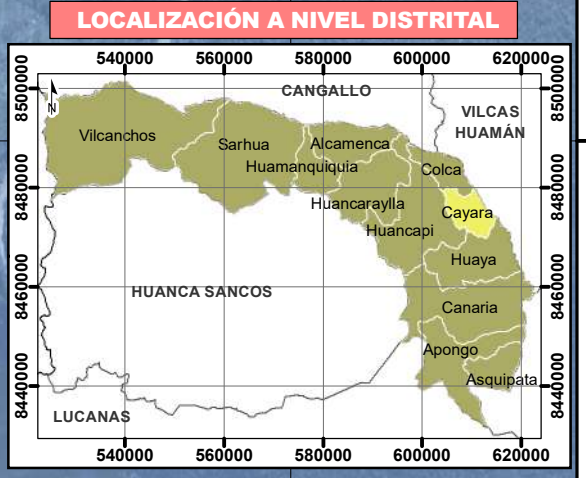 LOCALIZACIÓN A NIVEL DISTRITAL
540000 560000 580000 600000 620000
8500000 8500000
N
CANGALLO
VILCAS
HUAMÁN
Vilcanchos
Sarhua
Alcamenca
Huamanquiquia
Colca
8480000 8480000
Huancaraylla
Cayara
Huancapi
Huaya
8460000 8460000
HUANCA SANCOS
Canaria
Apongo
Asquipata
8440000 8440000
LUCANAS
540000 560000 580000 600000 620000